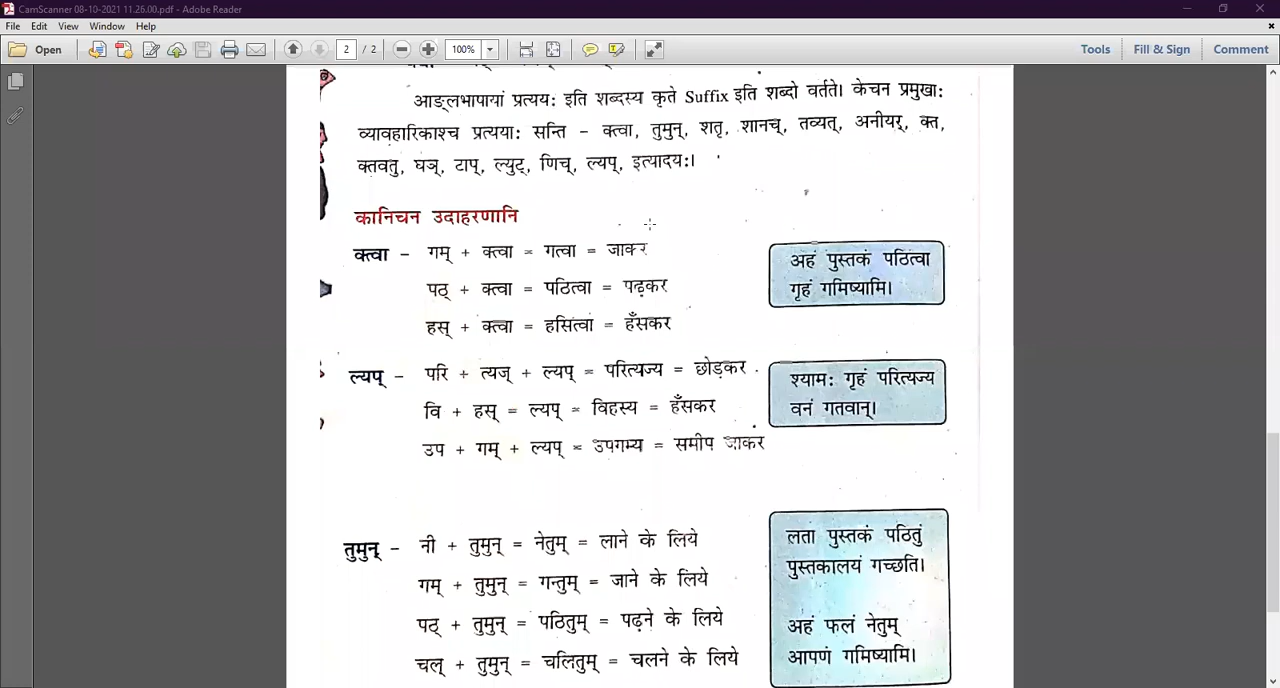 CamScanner 08-10-2021 11.26.00.pdf - Adobe Reader
File Edit View Window Help
Open 2 / 2 100% Tools Fill & Sign Comment
आङ्लभाषायां प्रत्यय: इति शब्दस्य कृते Suffix इति शब्दो वर्तते। केचन प्रमुखा:
व्यावहारिकाश्च प्रत्यया: सन्ति – क्त्वा, तुमुन्, शतृ, शानच्, तव्यत्, अनीयर्, क्त,
क्तवतु, घञ्, टाप्, ल्युट्, णिच्, ल्यप्, इत्यादय:।
कानिचन उदाहरणानि
क्त्वा – गम् + क्त्वा = गत्वा = जाकर
पठ् + क्त्वा = पठित्वा = पढ़कर
हस् + क्त्वा = हसित्वा = हँसकर
अहं पुस्तकं पठित्वा
गृहं गमिष्यामि।
ल्यप् – परि + त्यज् + ल्यप् = परित्यज्य = छोड़कर
वि + हस् = ल्यप् = विहस्य = हँसकर
उप + गम् + ल्यप् = उपगम्य = समीप जाकर
श्याम: गृहं परित्यज्य
वनं गतवान्।
तुमुन् – नी + तुमुन् = नेतुम् = लाने के लिये
गम् + तुमुन् = गन्तुम् = जाने के लिये
पठ् + तुमुन् = पठितुम् = पढ़ने के लिये
चल् + तुमुन् = चलितुम् = चलने के लिये
लता पुस्तकं पठितुं
पुस्तकालयं गच्छति।
अहं फलं नेतुम्
आपणं गमिष्यामि।